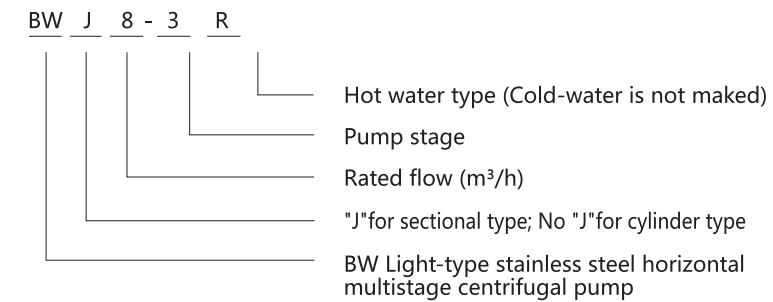 BW J 8 - 3 R
Hot water type (Cold-water is not maked)
Pump stage
Rated flow (m³/h)
"J"for sectional type; No "J"for cylinder type
BW Light-type stainless steel horizontal
multistage centrifugal pump